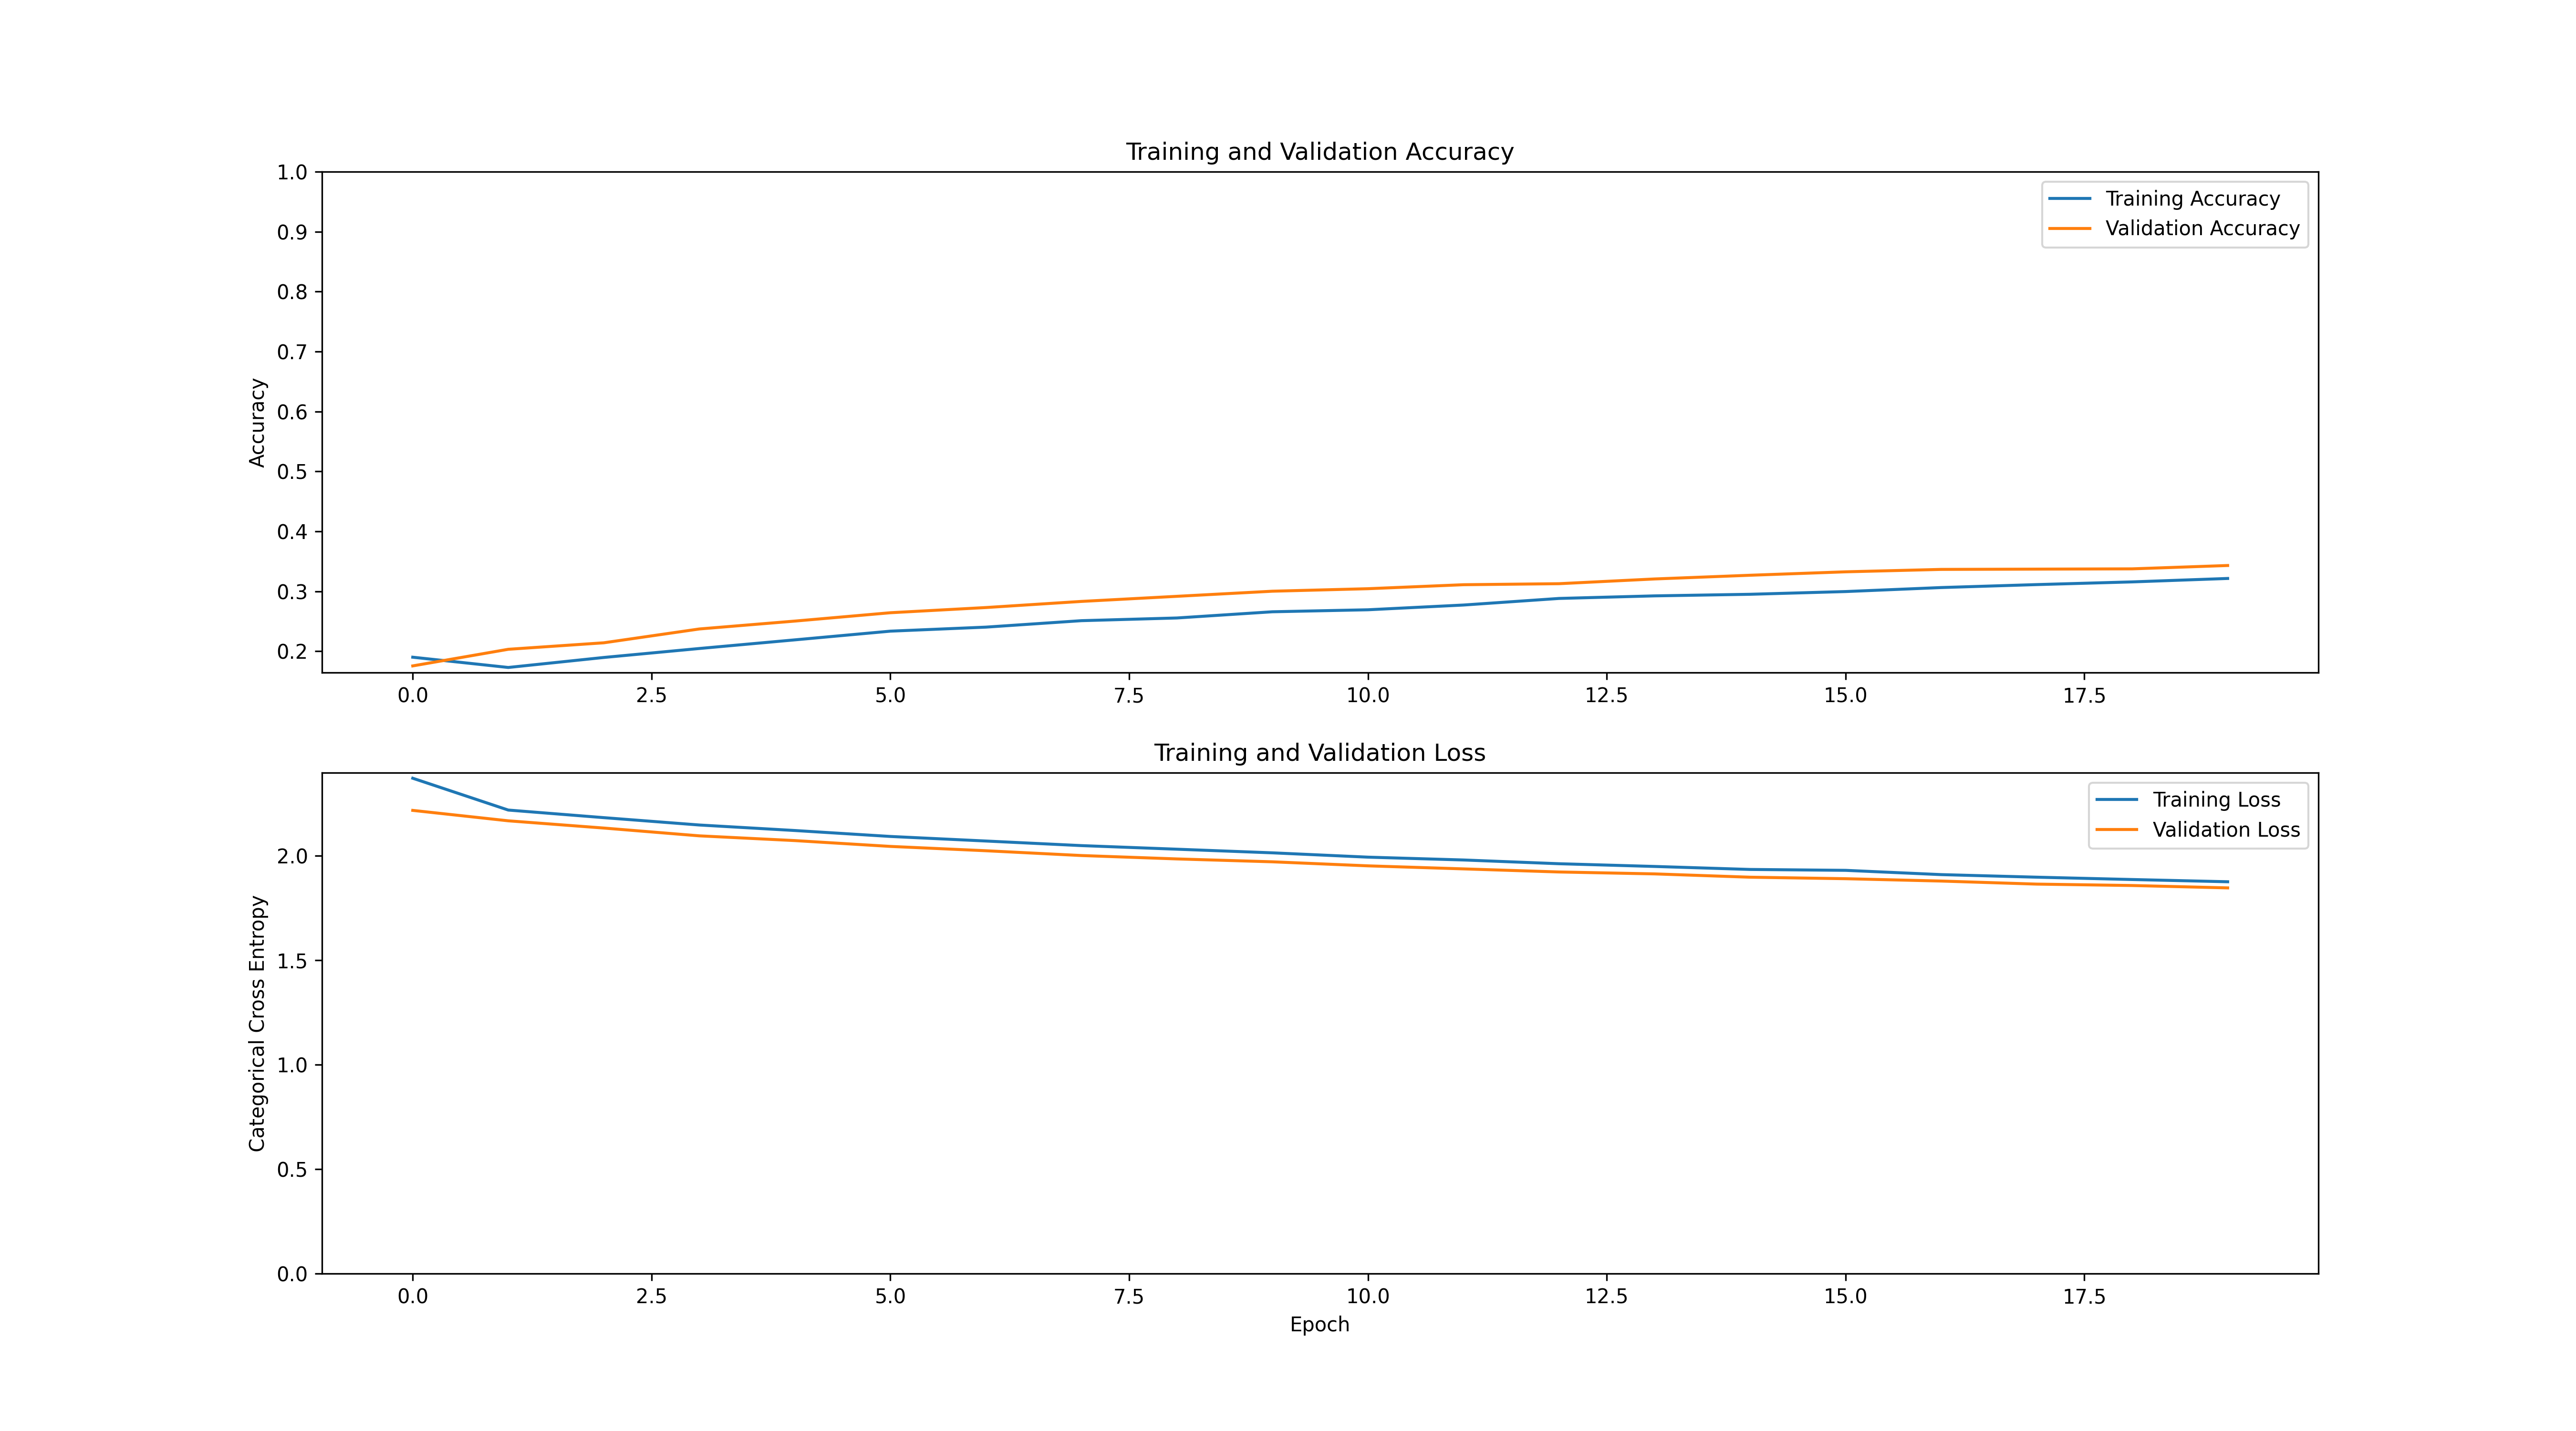 Training and Validation Accuracy
Accuracy
1.0
0.9
0.8
0.7
0.6
0.5
0.4
0.3
0.2
Training Accuracy
Validation Accuracy
0.0 2.5 5.0 7.5 10.0 12.5 15.0 17.5
Training and Validation Loss
Categorical Cross Entropy
2.0
1.5
1.0
0.5
0.0
Training Loss
Validation Loss
0.0 2.5 5.0 7.5 10.0 12.5 15.0 17.5
Epoch